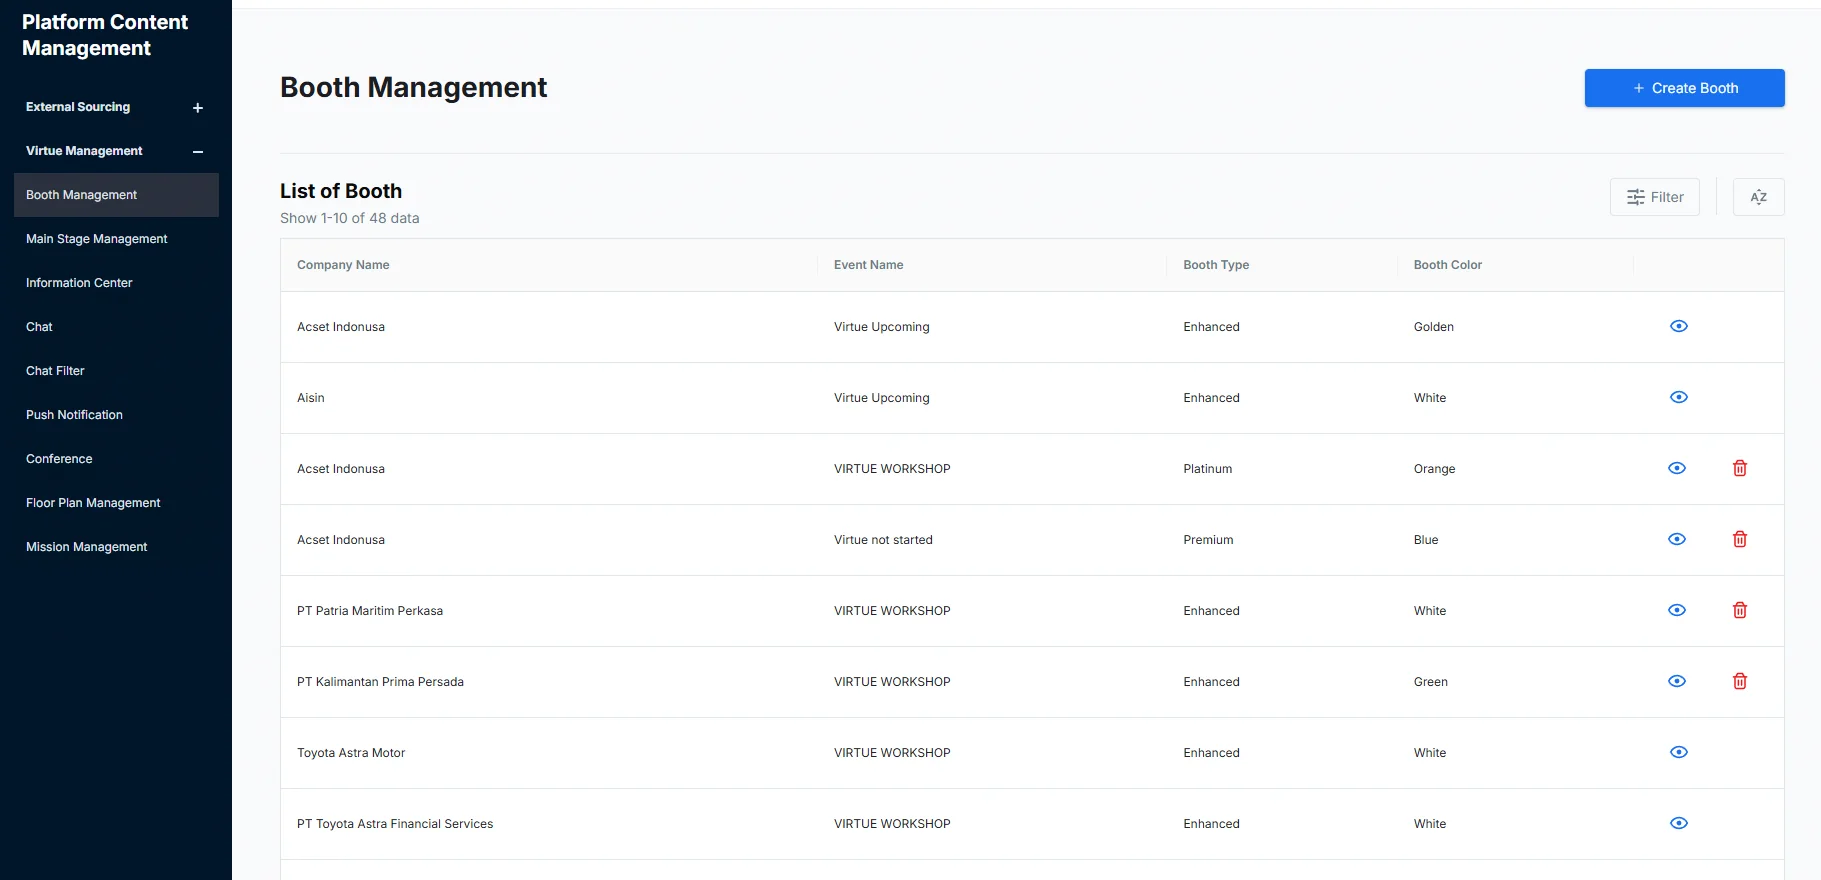 Platform Content
Management
External Sourcing
Virtue Management
Booth Management
Main Stage Management
Information Center
Chat
Chat Filter
Push Notification
Conference
Floor Plan Management
Mission Management
Booth Management
+ Create Booth
List of Booth
Show 1-10 of 48 data
Filter
AZ
Company Name Event Name Booth Type Booth Color
Acset Indonusa Virtue Upcoming Enhanced Golden
Aisin Virtue Upcoming Enhanced White
Acset Indonusa VIRTUE WORKSHOP Platinum Orange
Acset Indonusa Virtue not started Premium Blue
PT Patria Maritim Perkasa VIRTUE WORKSHOP Enhanced White
PT Kalimantan Prima Persada VIRTUE WORKSHOP Enhanced Green
Toyota Astra Motor VIRTUE WORKSHOP Enhanced White
PT Toyota Astra Financial Services VIRTUE WORKSHOP Enhanced White